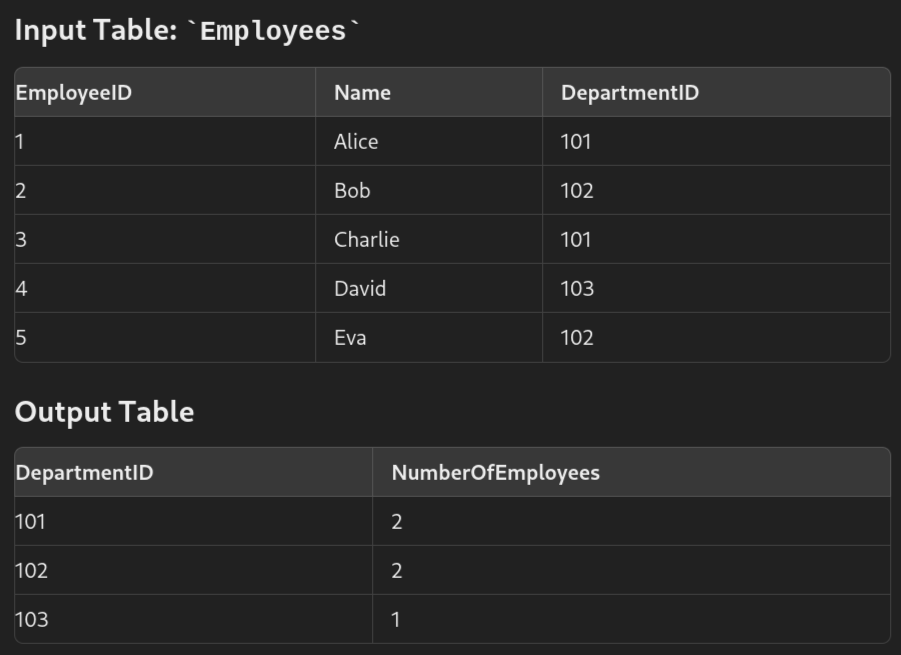 Input Table: `Employees`
EmployeeID Name DepartmentID
1 Alice 101
2 Bob 102
3 Charlie 101
4 David 103
5 Eva 102
Output Table
DepartmentID NumberOfEmployees
101 2
102 2
103 1